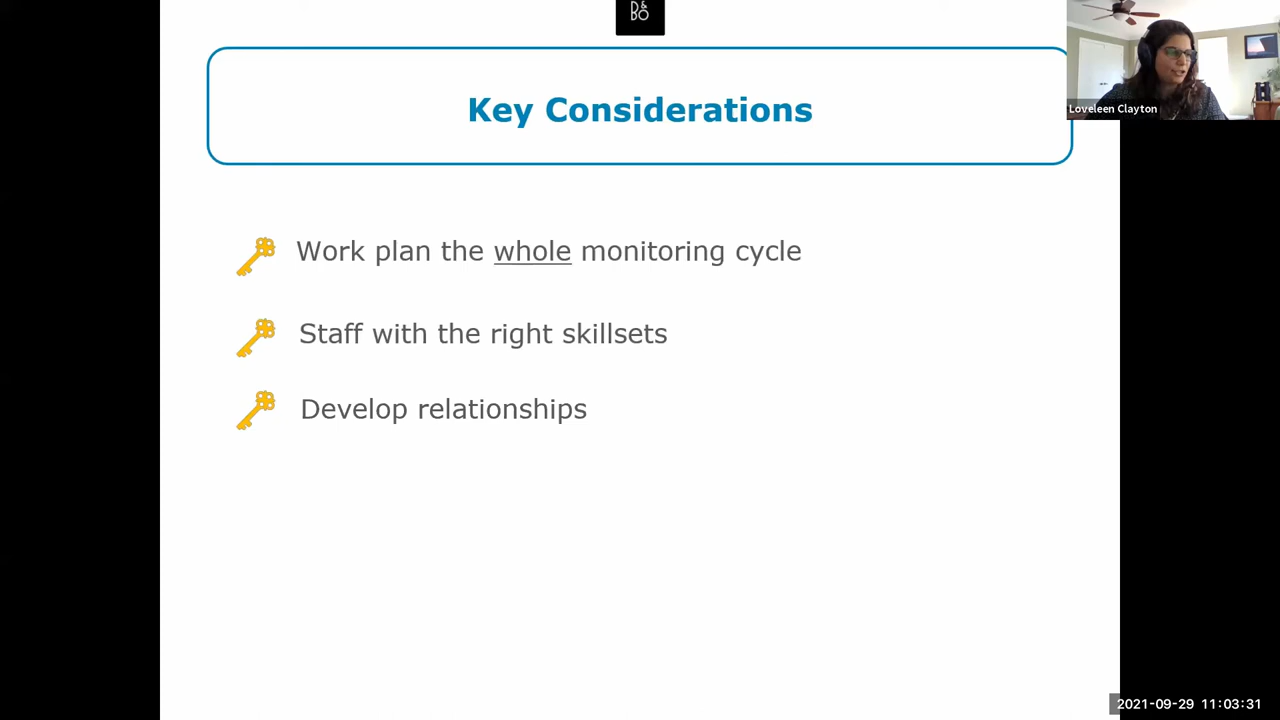 D&
BO
Key Considerations
Loveleen Clayton
Work plan the whole monitoring cycle
Staff with the right skillsets
Develop relationships
2021-09-29 11:03:31